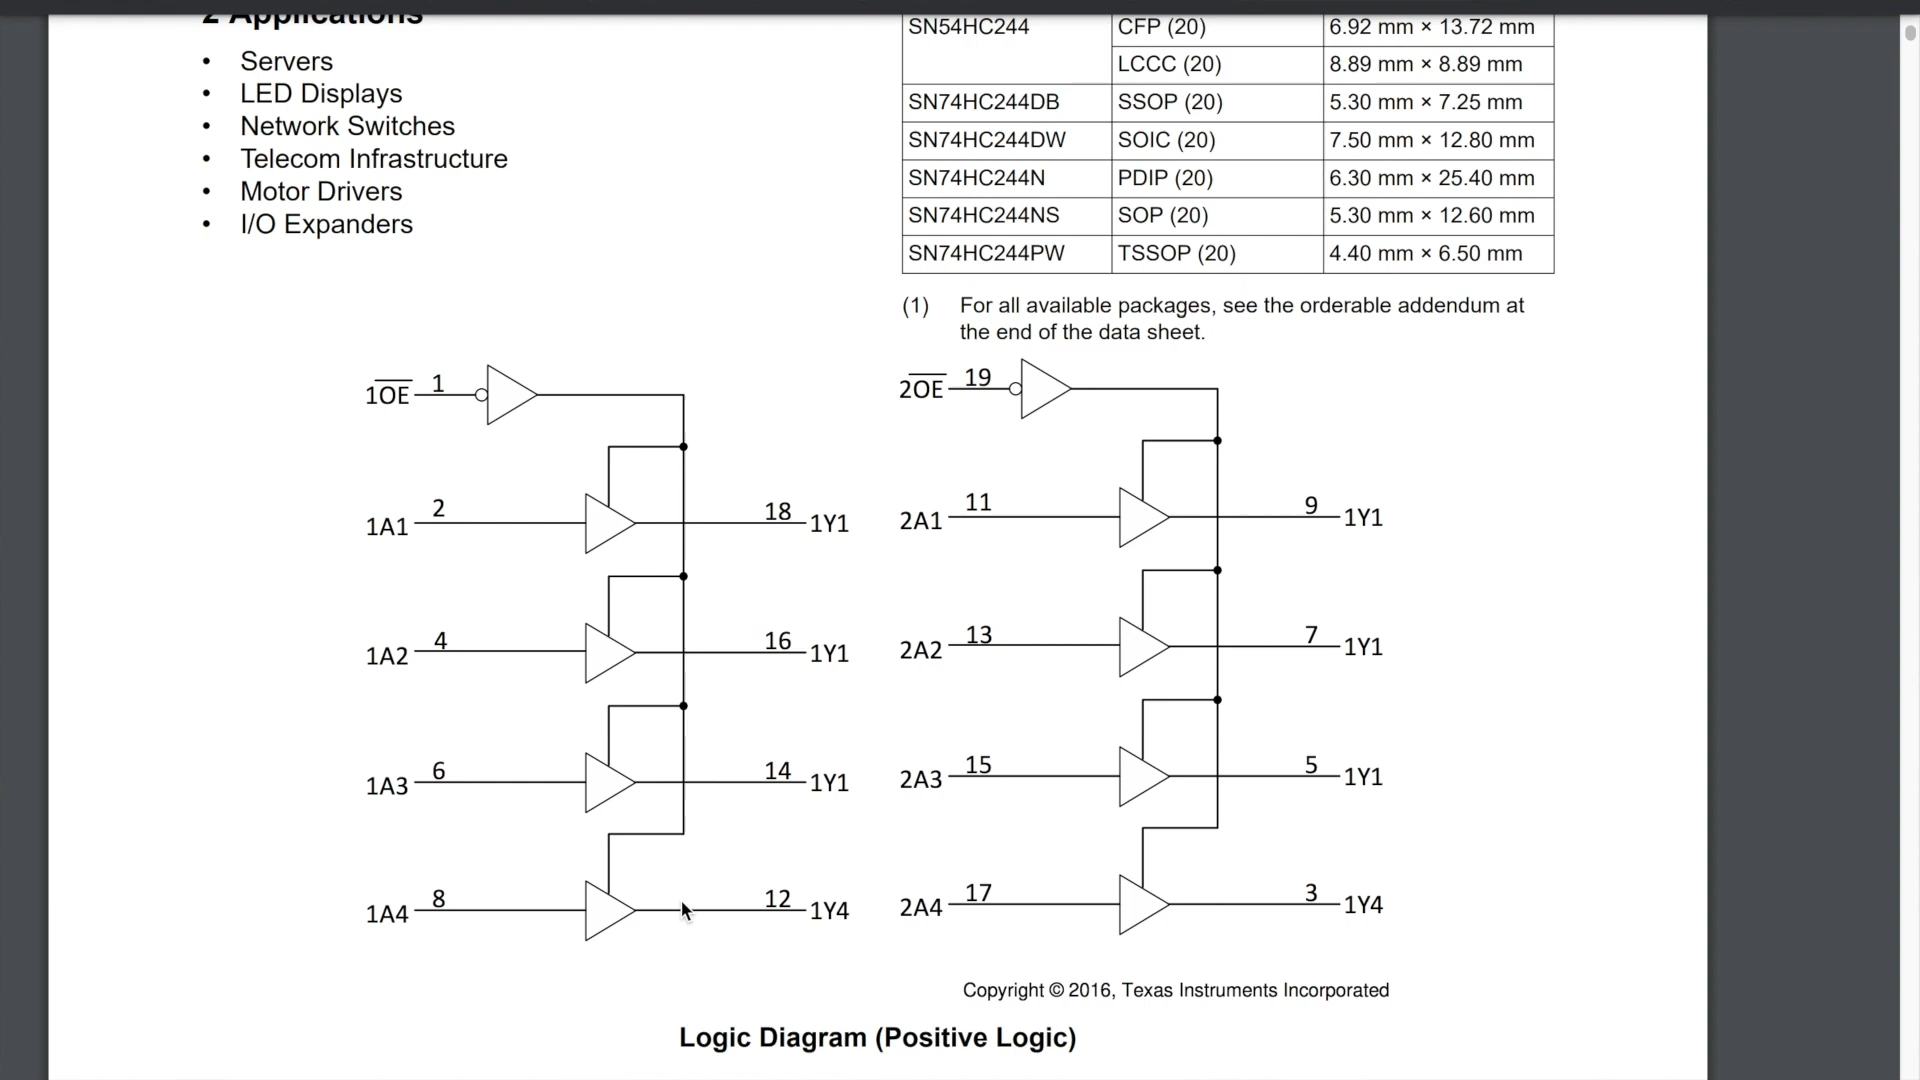 2 Applications
• Servers
• LED Displays
• Network Switches
• Telecom Infrastructure
• Motor Drivers
• I/O Expanders
SN54HC244 CFP (20) 6.92 mm × 13.72 mm
LCCC (20) 8.89 mm × 8.89 mm
SN74HC244DB SSOP (20) 5.30 mm × 7.25 mm
SN74HC244DW SOIC (20) 7.50 mm × 12.80 mm
SN74HC244N PDIP (20) 6.30 mm × 25.40 mm
SN74HC244NS SOP (20) 5.30 mm × 12.60 mm
SN74HC244PW TSSOP (20) 4.40 mm × 6.50 mm
(1) For all available packages, see the orderable addendum at
the end of the data sheet.
1OE 1
1A1 2 18 1Y1
1A2 4 16 1Y1
1A3 6 14 1Y1
1A4 8 12 1Y4
2OE 19
2A1 11 9 1Y1
2A2 13 7 1Y1
2A3 15 5 1Y1
2A4 17 3 1Y4
Copyright © 2016, Texas Instruments Incorporated
Logic Diagram (Positive Logic)